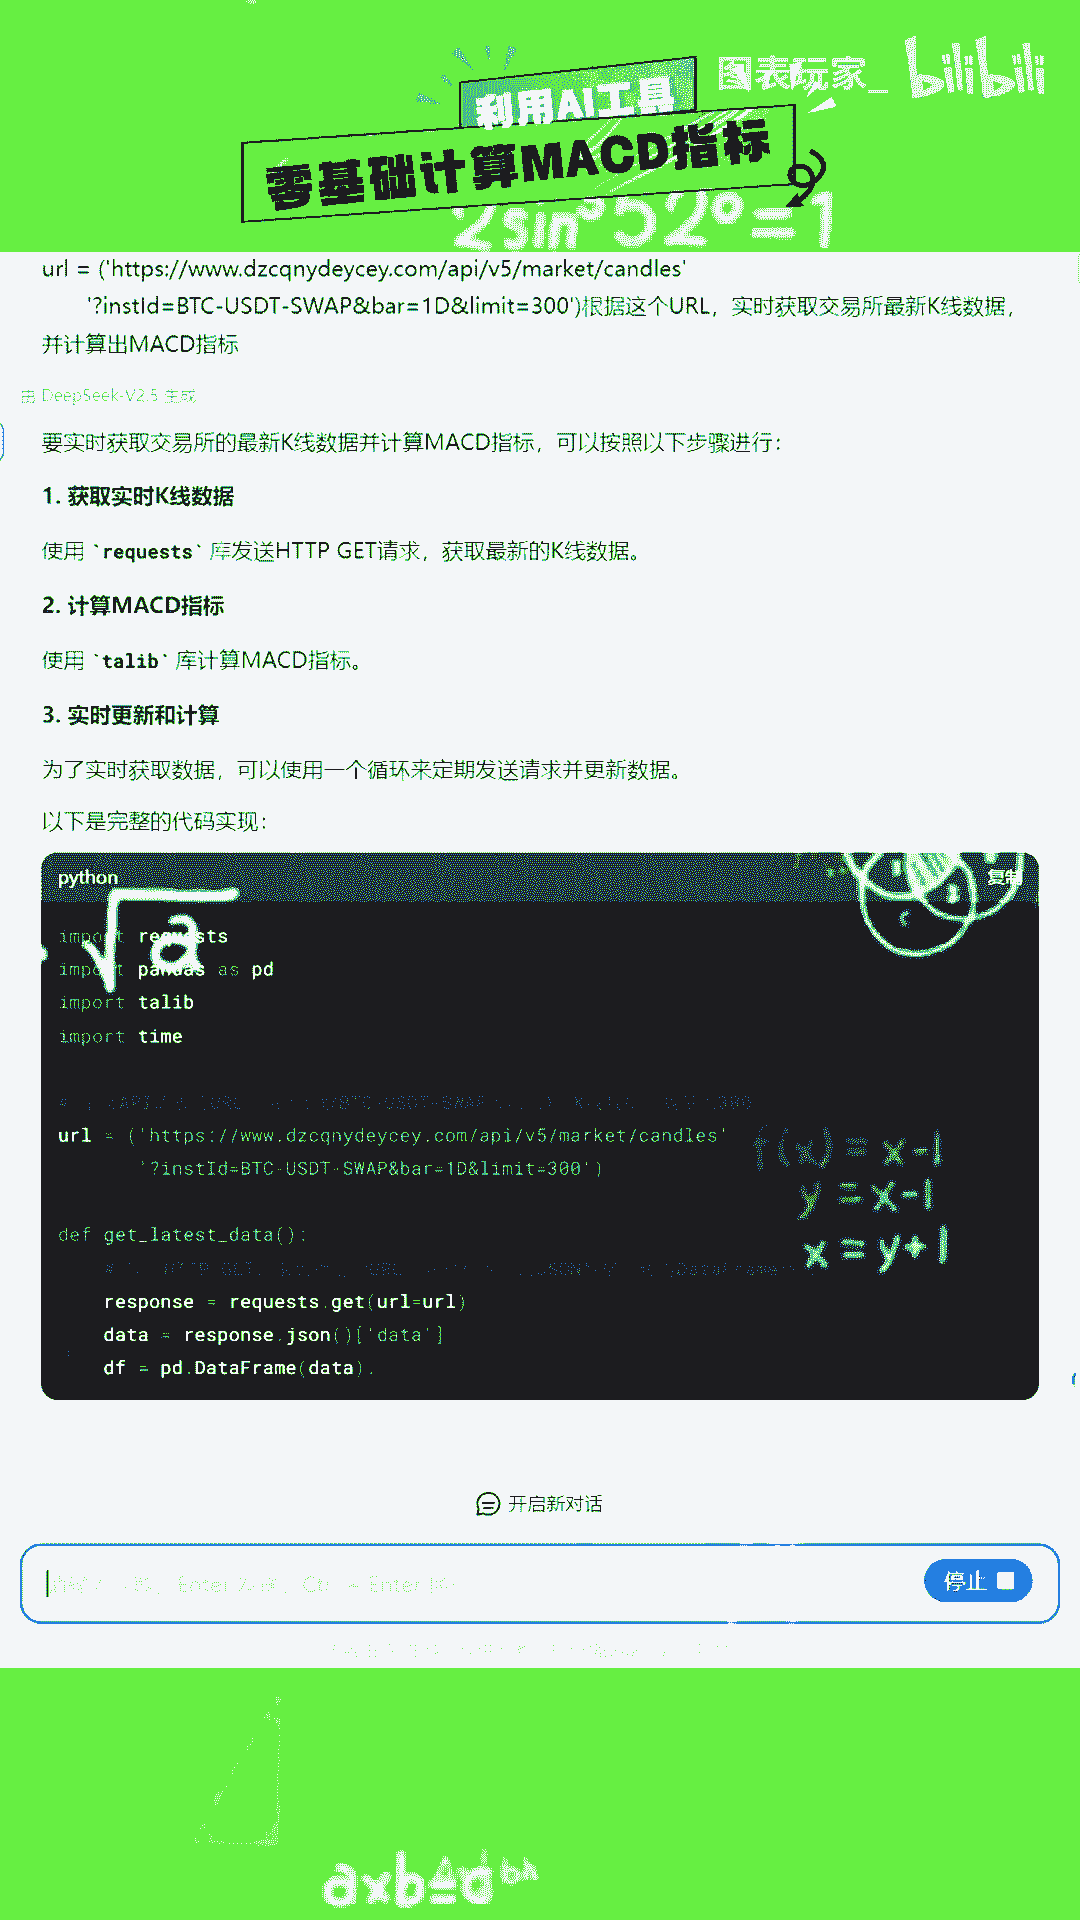 图表玩家_ bilibili
利用AI工具
零基础计算MACD指标
2sin³52°=1
url = ('https://www.dzcqnydeycey.com/api/v5/market/candles'
'?instId=BTC-USDT-SWAP&bar=1D&limit=300')根据这个URL，实时获取交易所最新K线数据，
并计算出MACD指标
由 DeepSeek-V2.5 生成
要实时获取交易所的最新K线数据并计算MACD指标，可以按照以下步骤进行：
1. 获取实时K线数据
使用 `requests` 库发送HTTP GET请求，获取最新的K线数据。
2. 计算MACD指标
使用 `talib` 库计算MACD指标。
3. 实时更新和计算
为了实时获取数据，可以使用一个循环来定期发送请求并更新数据。
以下是完整的代码实现：
python 复制
√a
import requests
import pandas as pd
import talib
import time
url = ('https://www.dzcqnydeycey.com/api/v5/market/candles'
'?instId=BTC-USDT-SWAP&bar=1D&limit=300')
f(x) = x-1
y = x-1
x = y+1
def get_latest_data():
response = requests.get(url=url)
data = response.json()['data']
df = pd.DataFrame(data).
开启新对话
停止